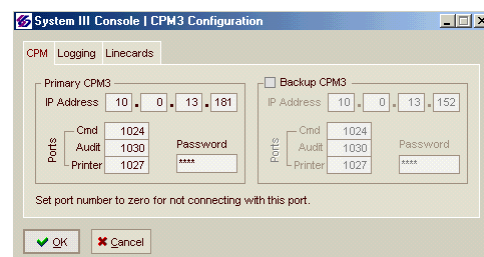 System III Console | CPM3 Configuration
CPM Logging Linecards
Primary CPM3
IP Address 10 . 0 . 13 . 181
Ports
Cmd 1024
Audit 1030
Printer 1027
Password
****
Backup CPM3
IP Address 10 . 0 . 13 . 152
Ports
Cmd 1024
Audit 1030
Printer 1027
Password
****
Set port number to zero for not connecting with this port.
OK Cancel